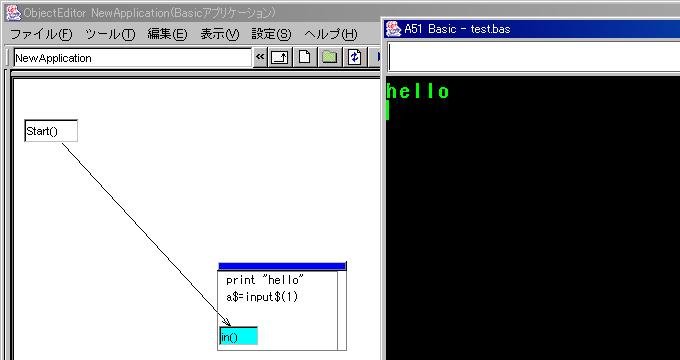 ObjectEditor NewApplication(Basicアプリケーション)
ファイル(F) ツール(T) 編集(E) 表示(V) 設定(S) ヘルプ(H)
NewApplication
«
Start()
print "hello"
a$=input$(1)
in()
A51 Basic - test.bas
hello